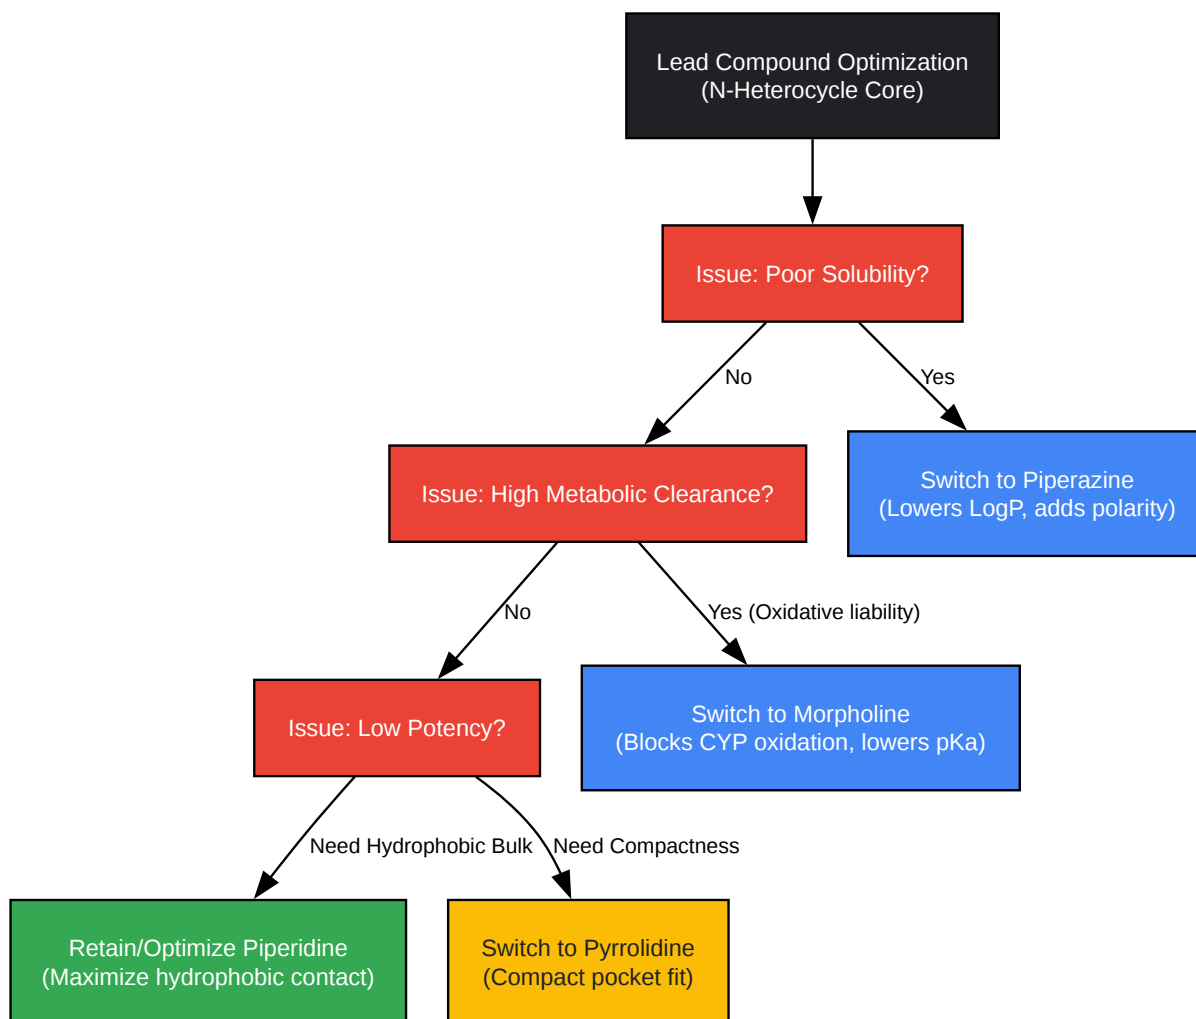 Lead Compound Optimization
(N-Heterocycle Core)
Issue: Poor Solubility?
No
Yes
Issue: High Metabolic Clearance?
Switch to Piperazine
(Lowers LogP, adds polarity)
No
Yes (Oxidative liability)
Issue: Low Potency?
Switch to Morpholine
(Blocks CYP oxidation, lowers pKa)
Need Hydrophobic Bulk
Need Compactness
Retain/Optimize Piperidine
(Maximize hydrophobic contact)
Switch to Pyrrolidine
(Compact pocket fit)